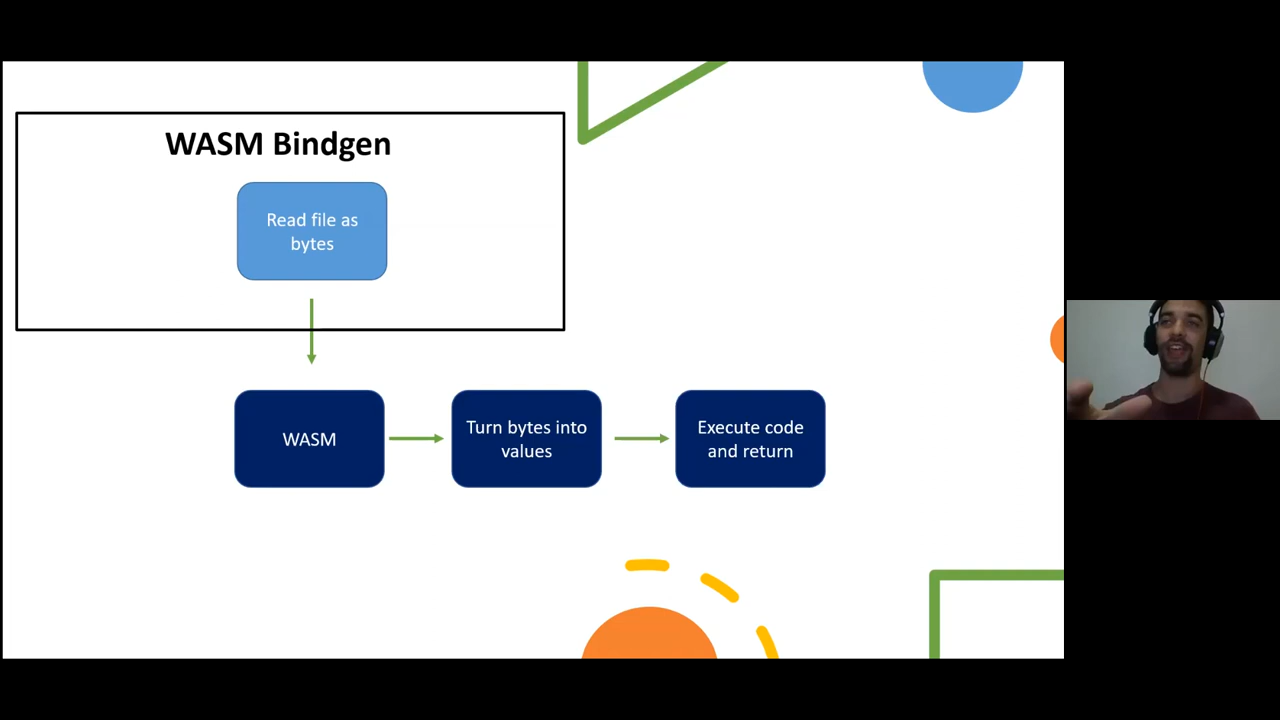 WASM Bindgen
Read file as
bytes
WASM
Turn bytes into
values
Execute code
and return